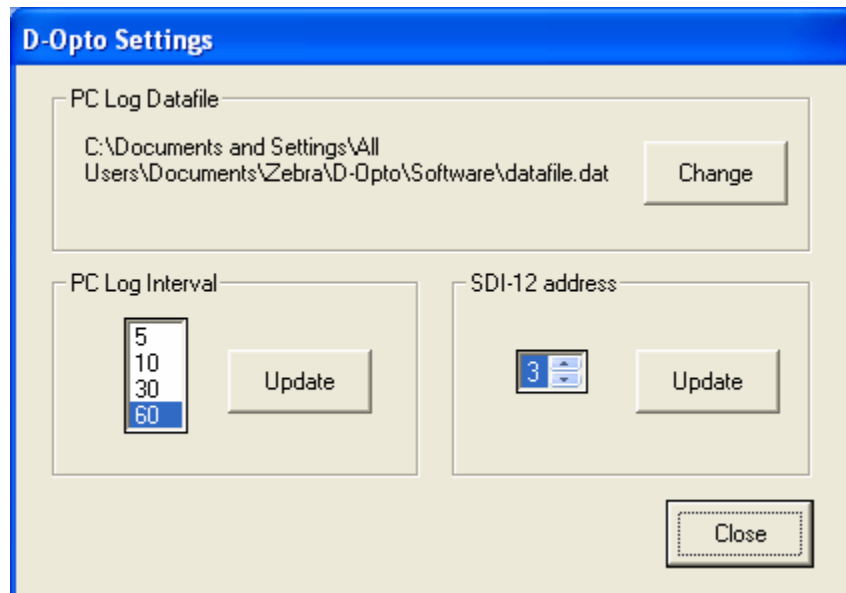 D-Opto Settings
PC Log Datafile
C:\Documents and Settings\All
Users\Documents\Zebra\D-Opto\Software\datafile.dat
Change
PC Log Interval
5
10
30
60
Update
SDI-12 address
3
Update
Close